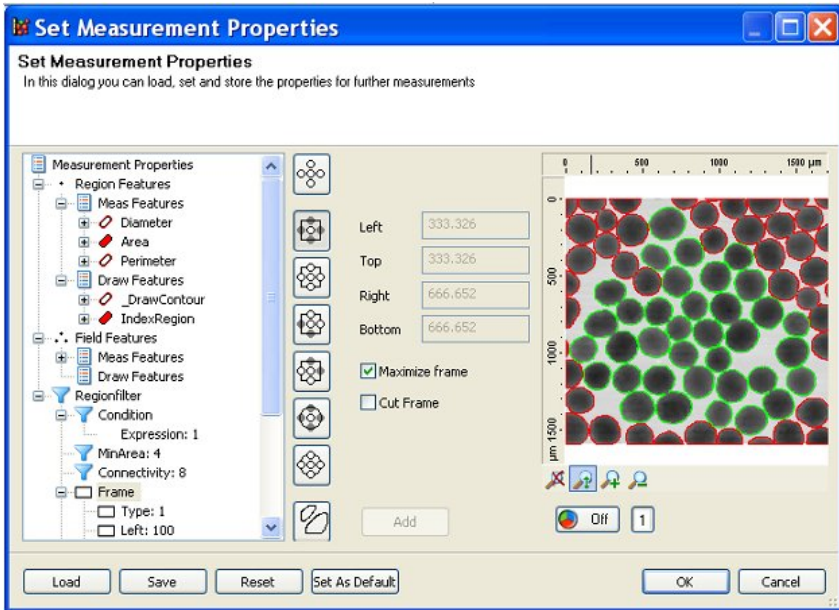 Set Measurement Properties
Set Measurement Properties
In this dialog you can load, set and store the properties for further measurements
Measurement Properties
Region Features
Meas Features
Diameter
Area
Perimeter
Draw Features
_DrawContour
IndexRegion
Field Features
Meas Features
Draw Features
Regionfilter
Condition
Expression: 1
MinArea: 4
Connectivity: 8
Frame
Type: 1
Left: 100
Left 333.326
Top 333.326
Right 666.652
Bottom 666.652
Maximize frame
Cut Frame
Add
0 500 1000 1500 µm
0
500
1000
µm 1500
Off 1
Load Save Reset Set As Default OK Cancel